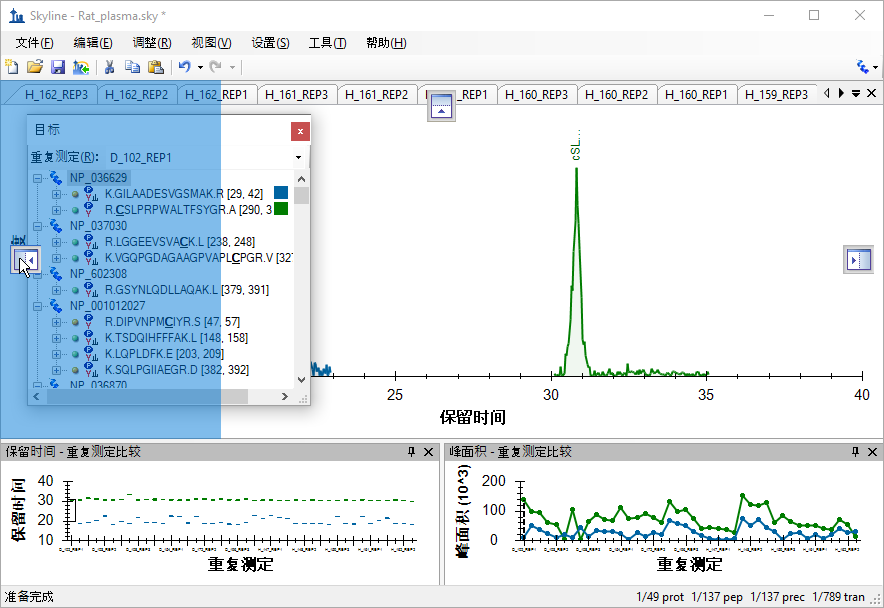 Skyline - Rat_plasma.sky *
文件(F) 编辑(E) 调整(R) 视图(V) 设置(S) 工具(T) 帮助(H)
H_162_REP3 H_162_REP2 H_162_REP1 H_161_REP3 H_161_REP2 _REP1 H_160_REP3 H_160_REP2 H_160_REP1 H_159_REP3
目标
重复测定(R): D_102_REP1
NP_036629
K.GILAADESVGSMAK.R [29, 42]
R.CSLPRPWALTFSYGR.A [290, 3
NP_037030
R.LGGEEVSVACK.L [238, 248]
K.VGQPGDAGAAGPVAPLCPGR.V [327
NP_602308
R.GSYNLQDLLAQAK.L [379, 391]
NP_001012027
R.DIPVNPMCIYR.S [47, 57]
K.TSDQIHFFFAK.L [148, 158]
K.LQPLDFK.E [203, 209]
K.SQLPGIIAEGR.D [382, 392]
NP_036870
cSL...
25 30 35 40
保留时间
保留时间 - 重复测定比较
保留时间
40
30
20
10
重复测定
峰面积 - 重复测定比较
峰面积 (10^3)
200
100
0
重复测定
准备完成
1/49 prot 1/137 pep 1/137 prec 1/789 tran